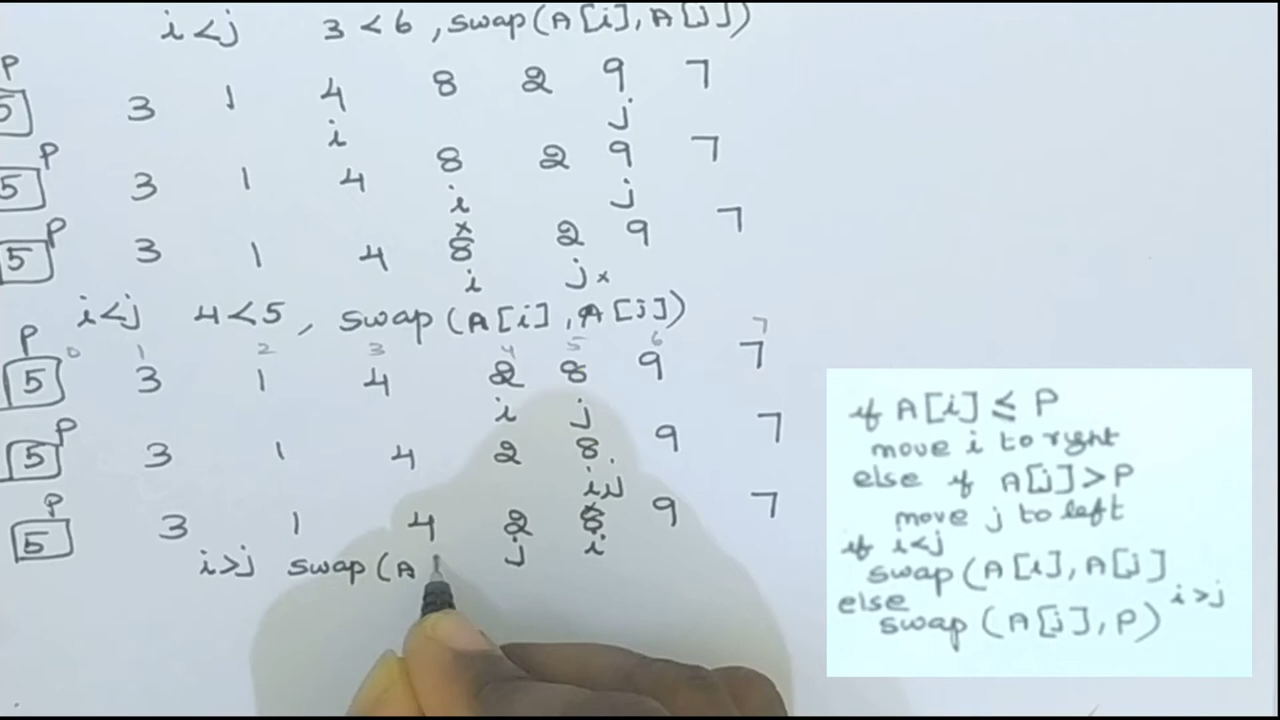 i<j 3<6, swap(A[i], A[j])
P
5 3 1 4 8 2 9 7
i j
P
5 3 1 4 8 2 9 7
i j
x
P
5 3 1 4 8 2 9 7
i j x
i<j 4<5, swap(A[i], A[j])
P
0 1 2 3 4 5 6 7
5 3 1 4 2 8 9 7
i j
P
5 3 1 4 2 8 9 7
i, j
x
P
5 3 1 4 2 8 9 7
j i
i>j swap(A
if A[i] ≤ P
move i to right
else if A[j]>P
move j to left
if i<j
swap(A[i], A[j]
else i>j
swap(A[j], P)